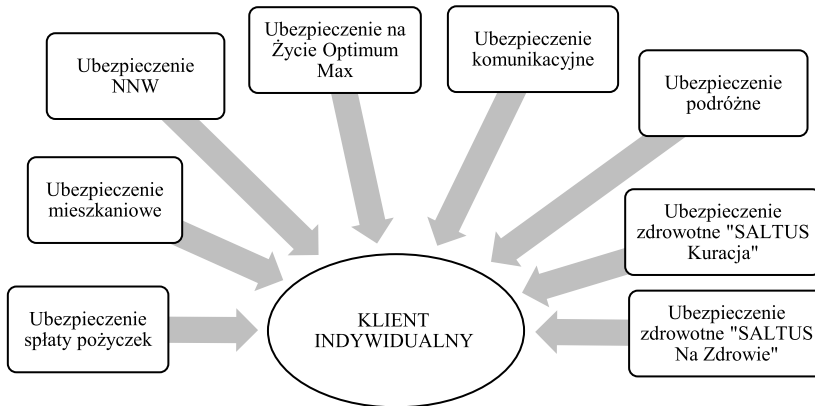 Ubezpieczenie
spłaty pożyczek
Ubezpieczenie
mieszkaniowe
Ubezpieczenie
NNW
Ubezpieczenie na
Życie Optimum
Max
Ubezpieczenie
komunikacyjne
Ubezpieczenie
podróżne
Ubezpieczenie
zdrowotne "SALTUS
Kuracja"
Ubezpieczenie
zdrowotne "SALTUS
Na Zdrowie"
KLIENT
INDYWIDUALNY